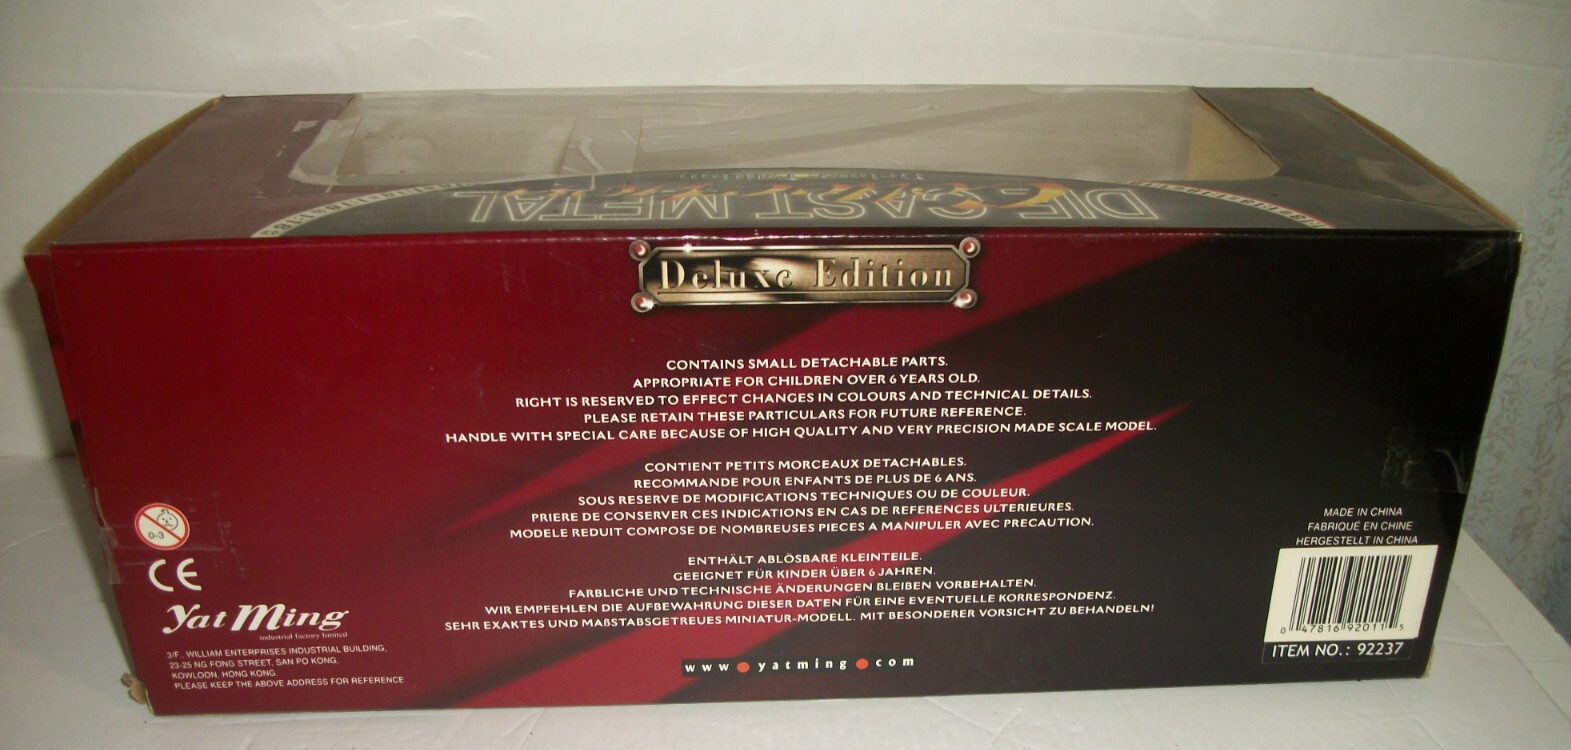 DIE-CAST METAL
Deluxe Edition
Deluxe Edition
CONTAINS SMALL DETACHABLE PARTS.
APPROPRIATE FOR CHILDREN OVER 6 YEARS OLD.
RIGHT IS RESERVED TO EFFECT CHANGES IN COLOURS AND TECHNICAL DETAILS.
PLEASE RETAIN THESE PARTICULARS FOR FUTURE REFERENCE.
HANDLE WITH SPECIAL CARE BECAUSE OF HIGH QUALITY AND VERY PRECISION MADE SCALE MODEL.
CONTIENT PETITS MORCEAUX DETACHABLES.
RECOMMANDE POUR ENFANTS DE PLUS DE 6 ANS.
SOUS RESERVE DE MODIFICATIONS TECHNIQUES OU DE COULEUR.
PRIERE DE CONSERVER CES INDICATIONS EN CAS DE REFERENCES ULTERIEURES.
MODELE REDUIT COMPOSE DE NOMBREUSES PIECES A MANIPULER AVEC PRECAUTION.
ENTHÄLT ABLÖSBARE KLEINTEILE.
GEEIGNET FÜR KINDER ÜBER 6 JAHREN.
FARBLICHE UND TECHNISCHE ÄNDERUNGEN BLEIBEN VORBEHALTEN.
WIR EMPFEHLEN DIE AUFBEWAHRUNG DIESER DATEN FÜR EINE EVENTUELLE KORRESPONDENZ.
SEHR EXAKTES UND MAßSTABSGETREUES MINIATUR-MODELL. MIT BESONDERER VORSICHT ZU BEHANDELN!
www.yatming.com
0-3
CE
Yat Ming
industrial factory limited
3/F., WILLIAM ENTERPRISES INDUSTRIAL BUILDING,
23-25 NG FONG STREET, SAN PO KONG,
KOWLOON, HONG KONG.
PLEASE KEEP THE ABOVE ADDRESS FOR REFERENCE
MADE IN CHINA
FABRIQUÉ EN CHINE
HERGESTELLT IN CHINA
0 47816 92011 5
ITEM NO.: 92237